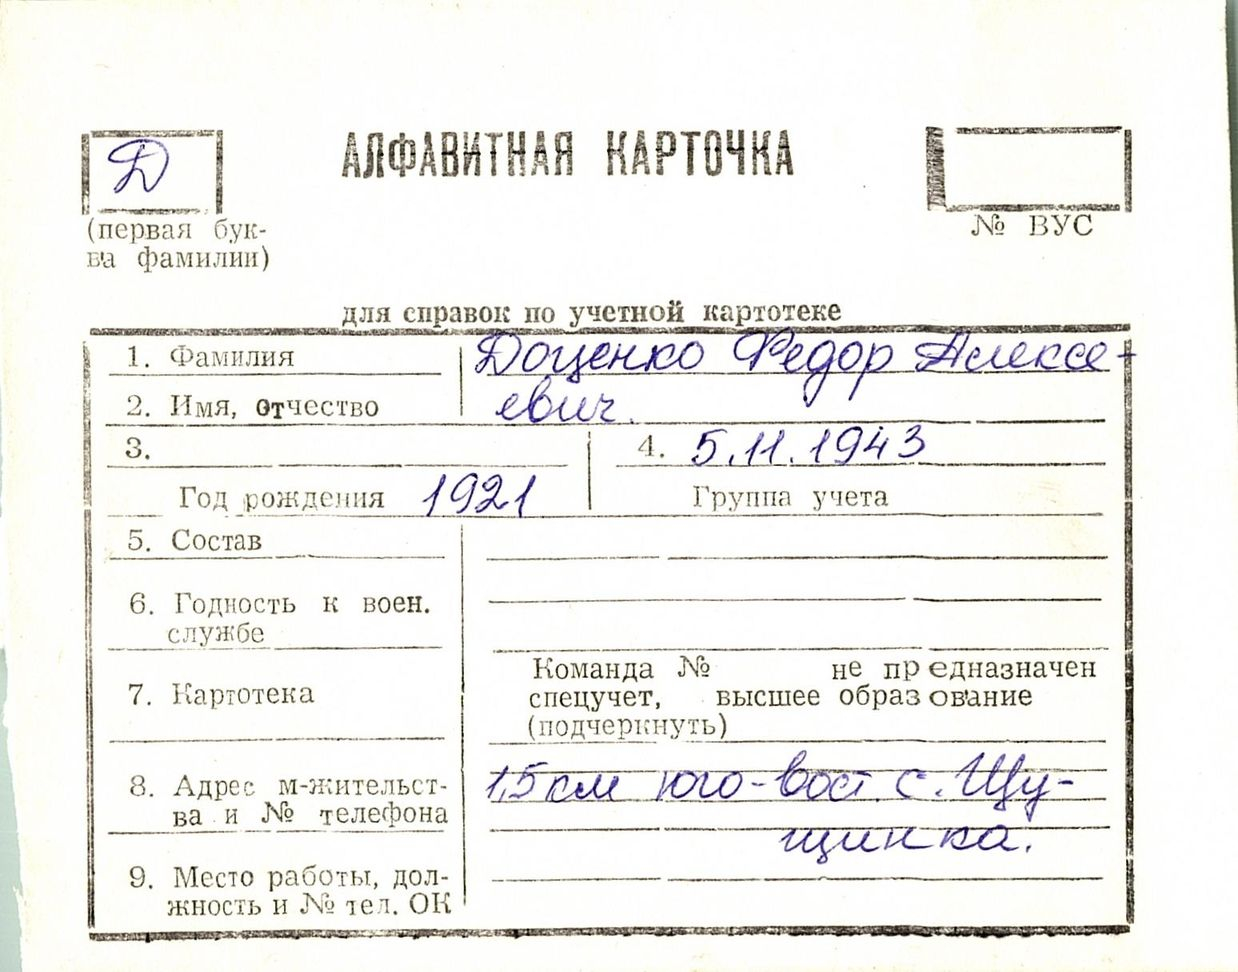 Д
АЛФАВИТНАЯ КАРТОЧКА
(первая бук-
ва фамилии)
№ ВУС
для справок по учетной картотеке
1. Фамилия
Доценко Федор Алексе-
2. Имя, отчество
евич.
3.
4. 5.11.1943
Год рождения 1921
Группа учета
5. Состав
6. Годность к воен.
службе
7. Картотека
Команда № не предназначен
спецучет, высшее образование
(подчеркнуть)
8. Адрес м-жительст-
ва и № телефона
1,5 км юго-вост. с. Щу-
щинка.
9. Место работы, дол-
жность и № тел. ОК